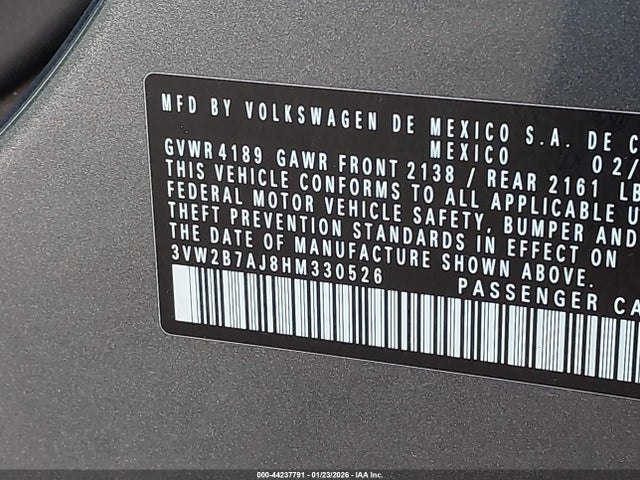 MFD BY VOLKSWAGEN DE MEXICO S.A. DE C
MEXICO 02/
GVWR 4189 GAWR FRONT 2138 / REAR 2161 LB
THIS VEHICLE CONFORMS TO ALL APPLICABLE U
FEDERAL MOTOR VEHICLE SAFETY, BUMPER AND
THEFT PREVENTION STANDARDS IN EFFECT ON
THE DATE OF MANUFACTURE SHOWN ABOVE.
3VW2B7AJ8HM330526 PASSENGER CA
000-44237791 - 01/23/2026 - IAA Inc.